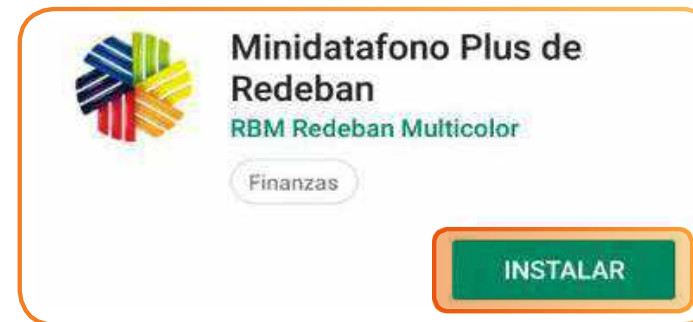 Minidatafono Plus de
Redeban
RBM Redeban Multicolor
Finanzas
INSTALAR